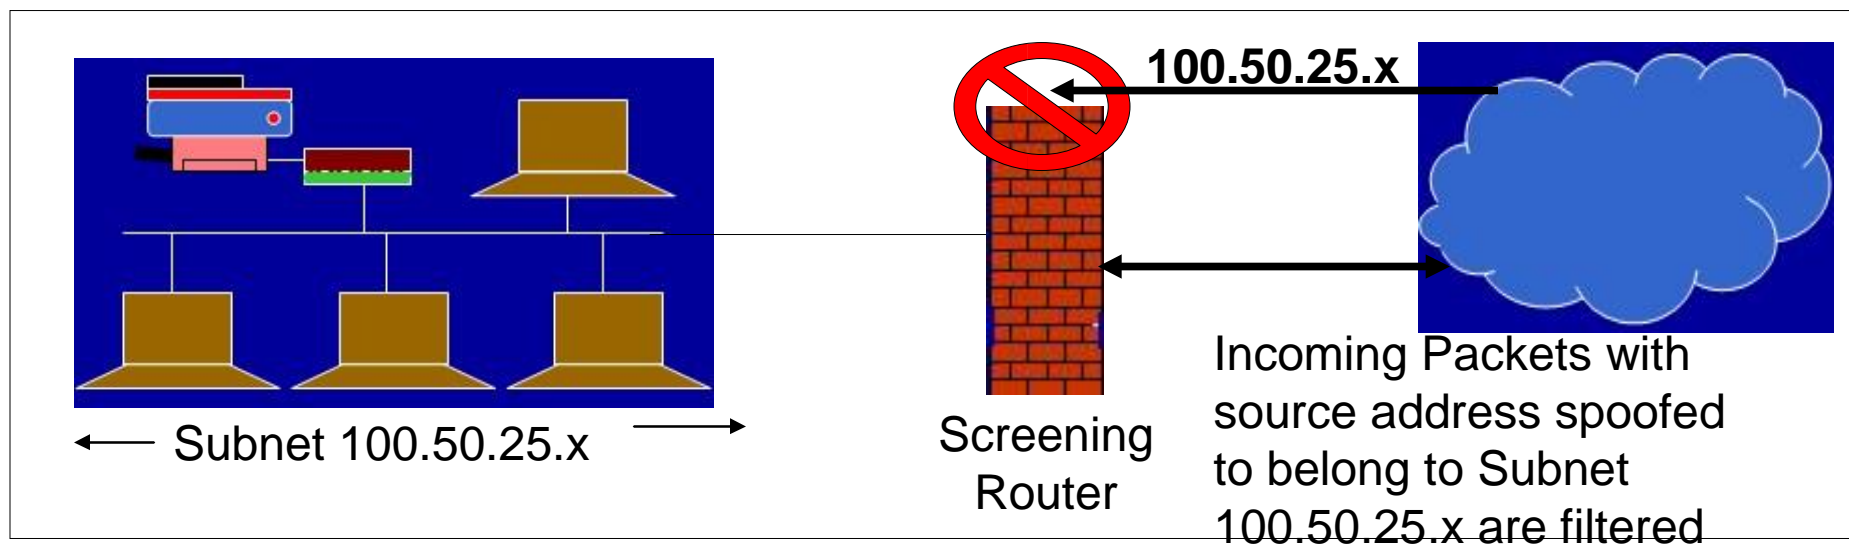 100.50.25.x
Subnet 100.50.25.x
Screening
Router
Incoming Packets with
source address spoofed
to belong to Subnet
100.50.25.x are filtered